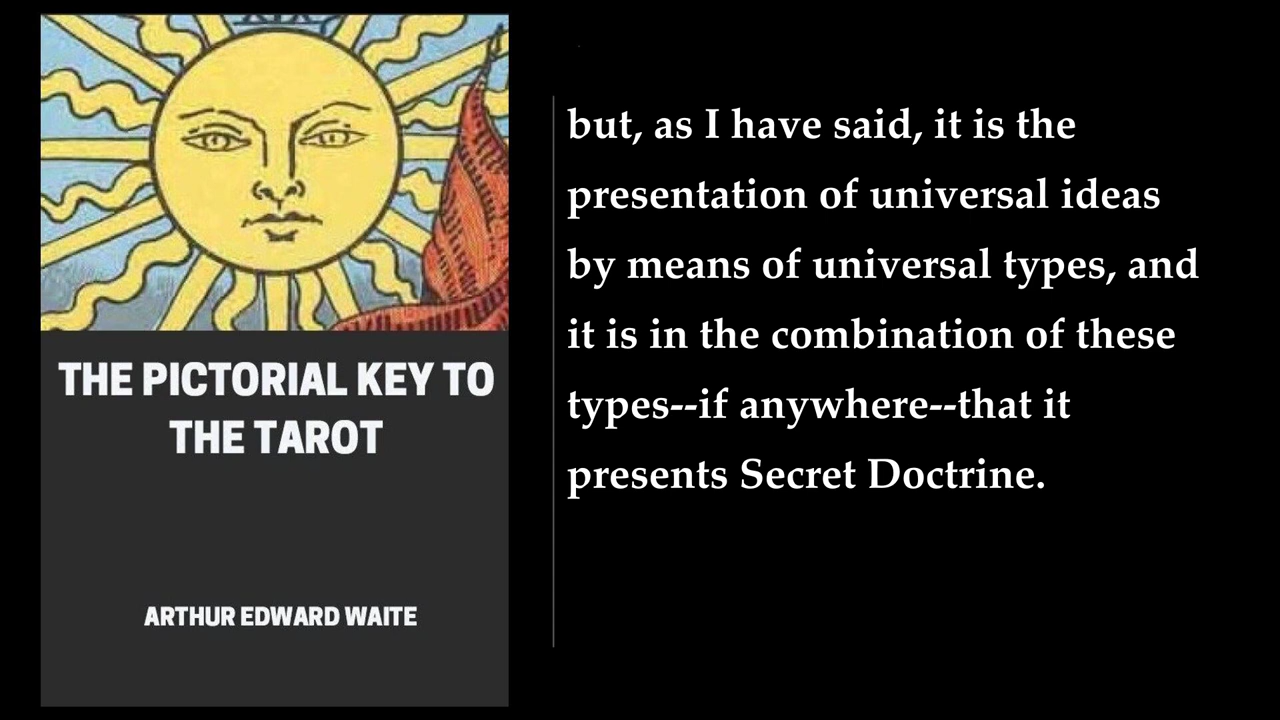 XIX
THE PICTORIAL KEY TO
THE TAROT
ARTHUR EDWARD WAITE
but, as I have said, it is the
presentation of universal ideas
by means of universal types, and
it is in the combination of these
types--if anywhere--that it
presents Secret Doctrine.